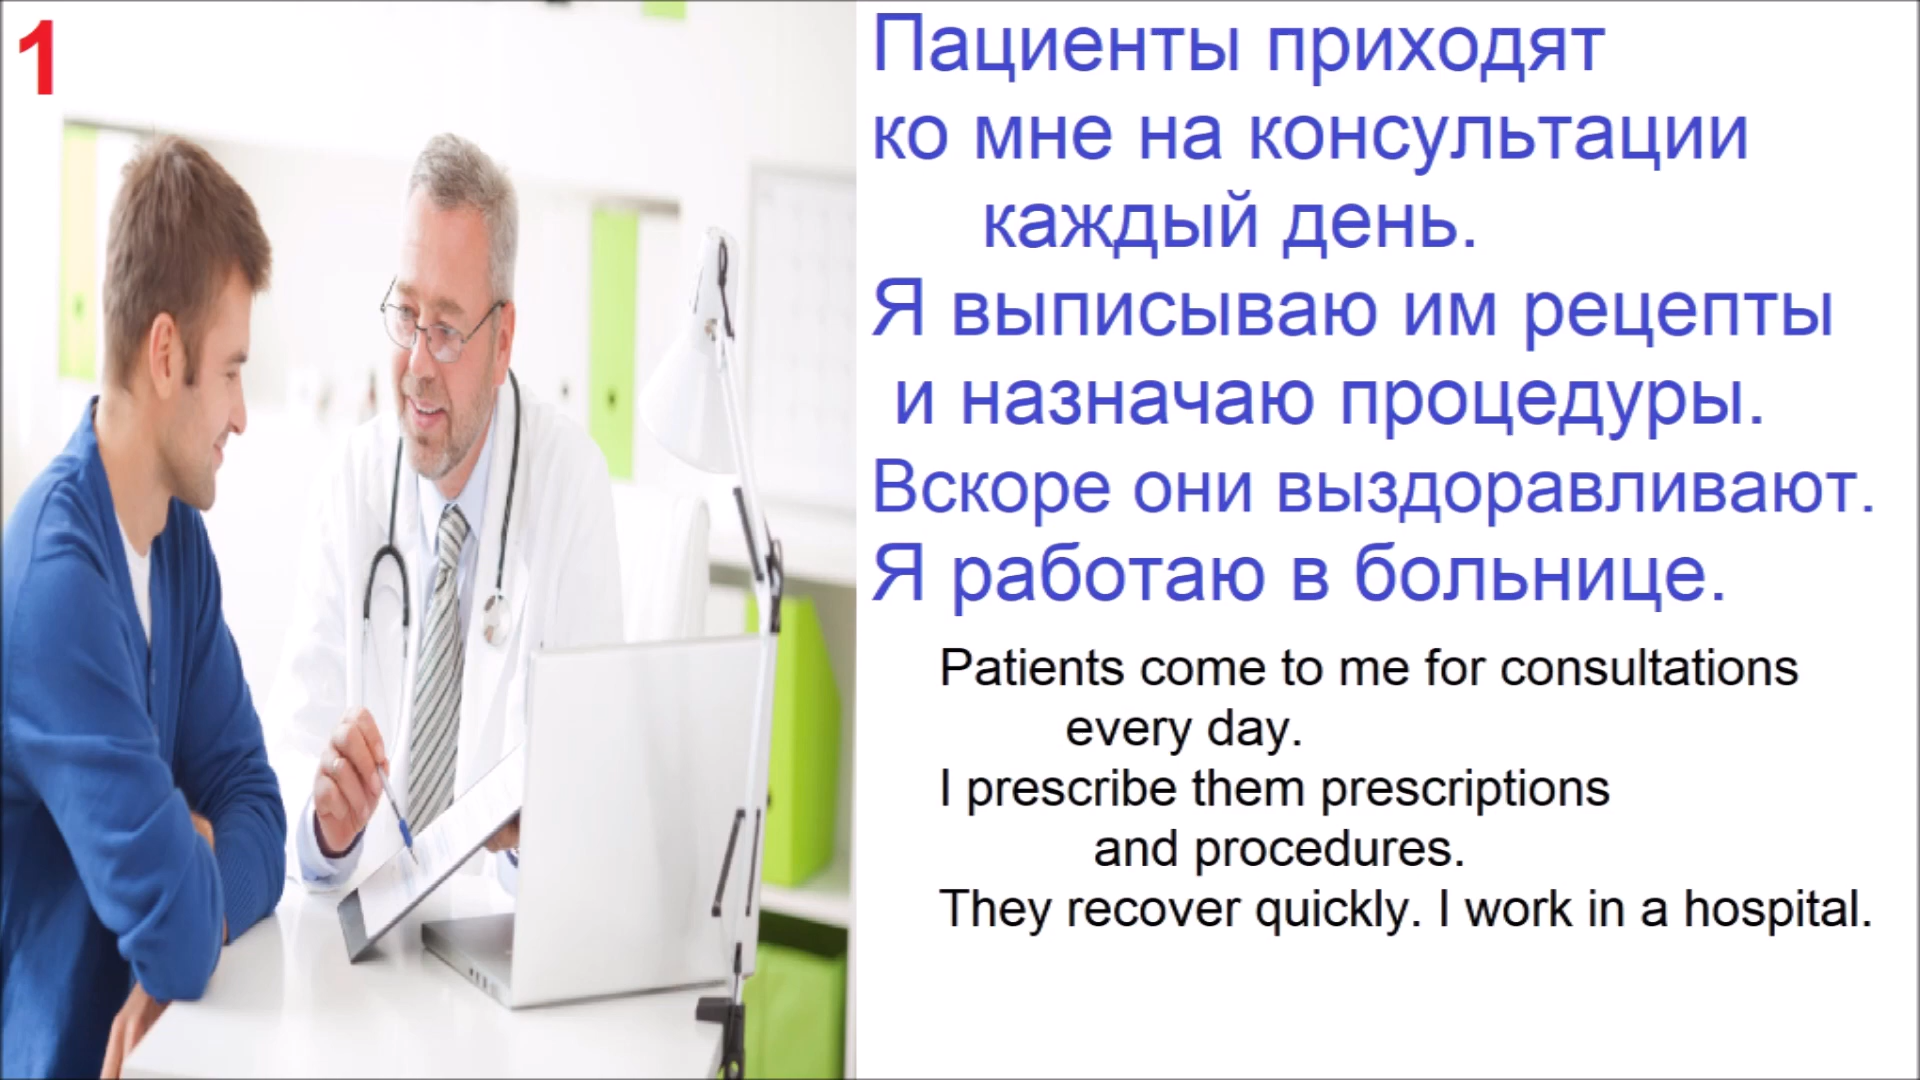 1
Пациенты приходят
ко мне на консультации
каждый день.
Я выписываю им рецепты
и назначаю процедуры.
Вскоре они выздоравливают.
Я работаю в больнице.
Patients come to me for consultations
every day.
I prescribe them prescriptions
and procedures.
They recover quickly. I work in a hospital.